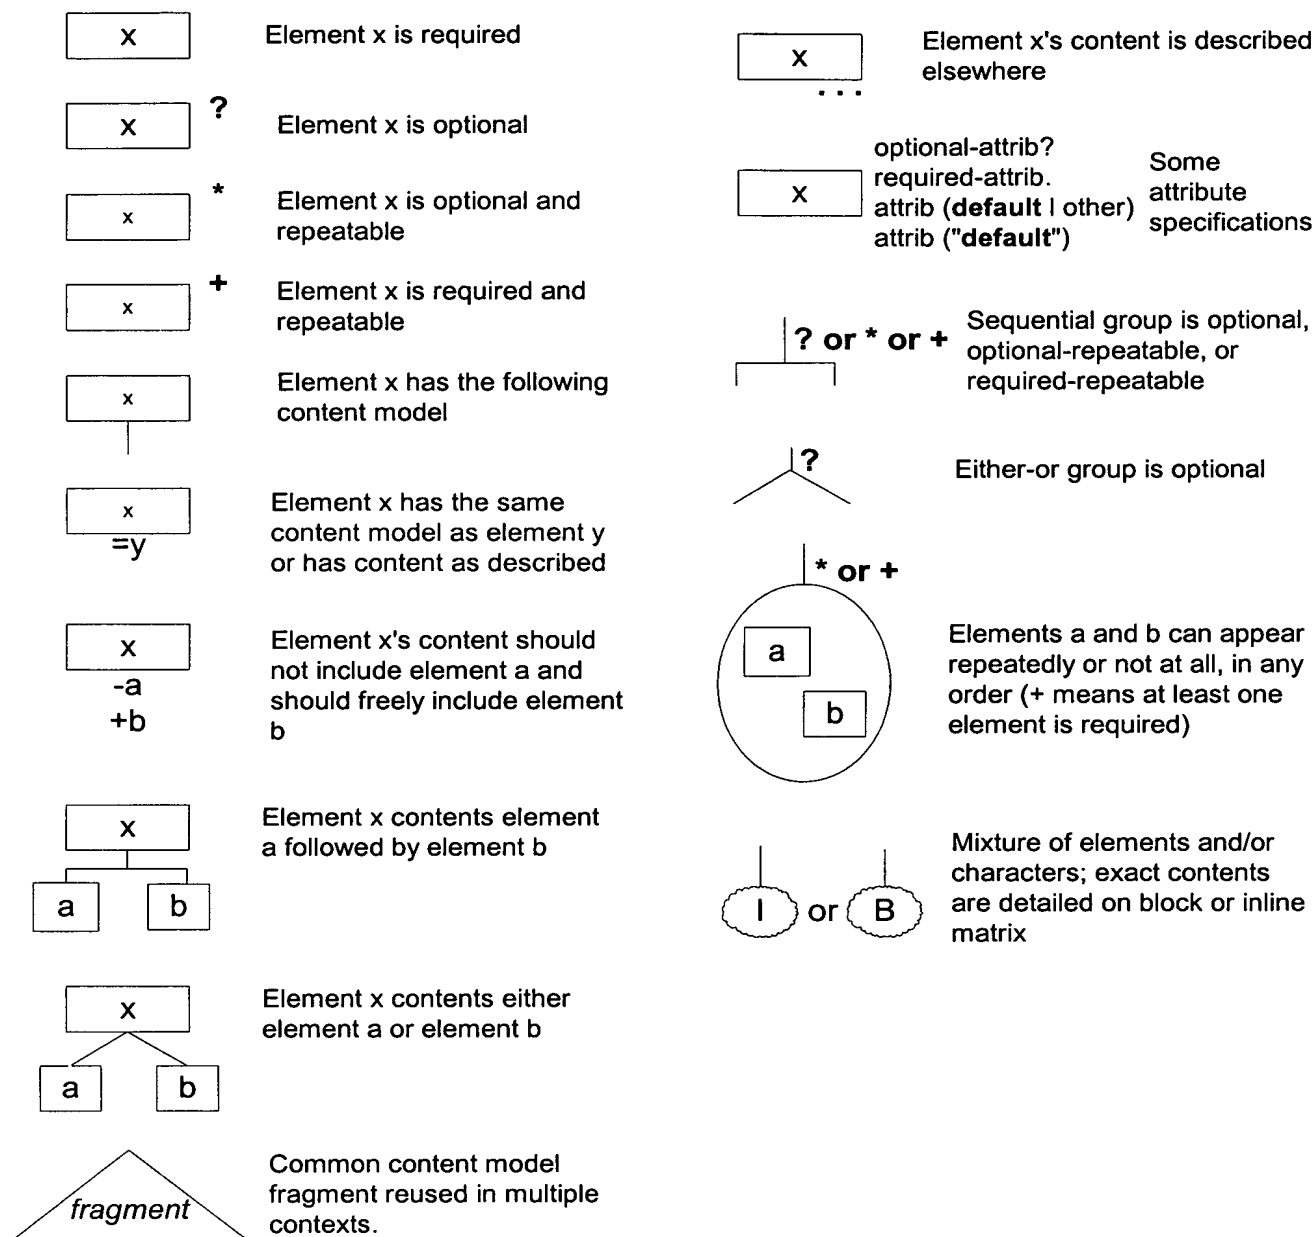 x
Element x is required
x ?
Element x is optional
x *
Element x is optional and
repeatable
x +
Element x is required and
repeatable
x
Element x has the following
content model
x
=y
Element x has the same
content model as element y
or has content as described
x
-a
+b
Element x's content should
not include element a and
should freely include element
b
x
a b
Element x contents element
a followed by element b
x
a b
Element x contents either
element a or element b
fragment
Common content model
fragment reused in multiple
contexts.
x
...
Element x's content is described
elsewhere
x
optional-attrib?
required-attrib.
attrib (default | other)
attrib ("default")
Some
attribute
specifications
? or * or +
Sequential group is optional,
optional-repeatable, or
required-repeatable
?
Either-or group is optional
* or +
a
b
Elements a and b can appear
repeatedly or not at all, in any
order (+ means at least one
element is required)
I or B
Mixture of elements and/or
characters; exact contents
are detailed on block or inline
matrix